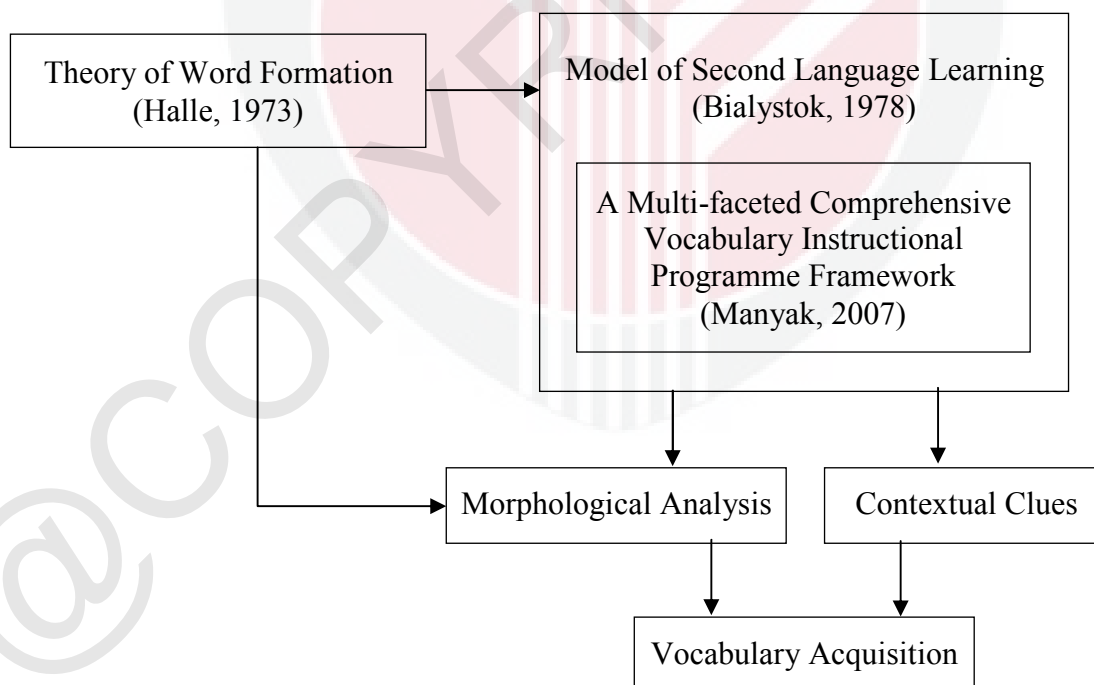 Theory of Word Formation
(Halle, 1973)
Model of Second Language Learning
(Bialystok, 1978)
A Multi-faceted Comprehensive
Vocabulary Instructional
Programme Framework
(Manyak, 2007)
Morphological Analysis
Contextual Clues
Vocabulary Acquisition
@COPYRI